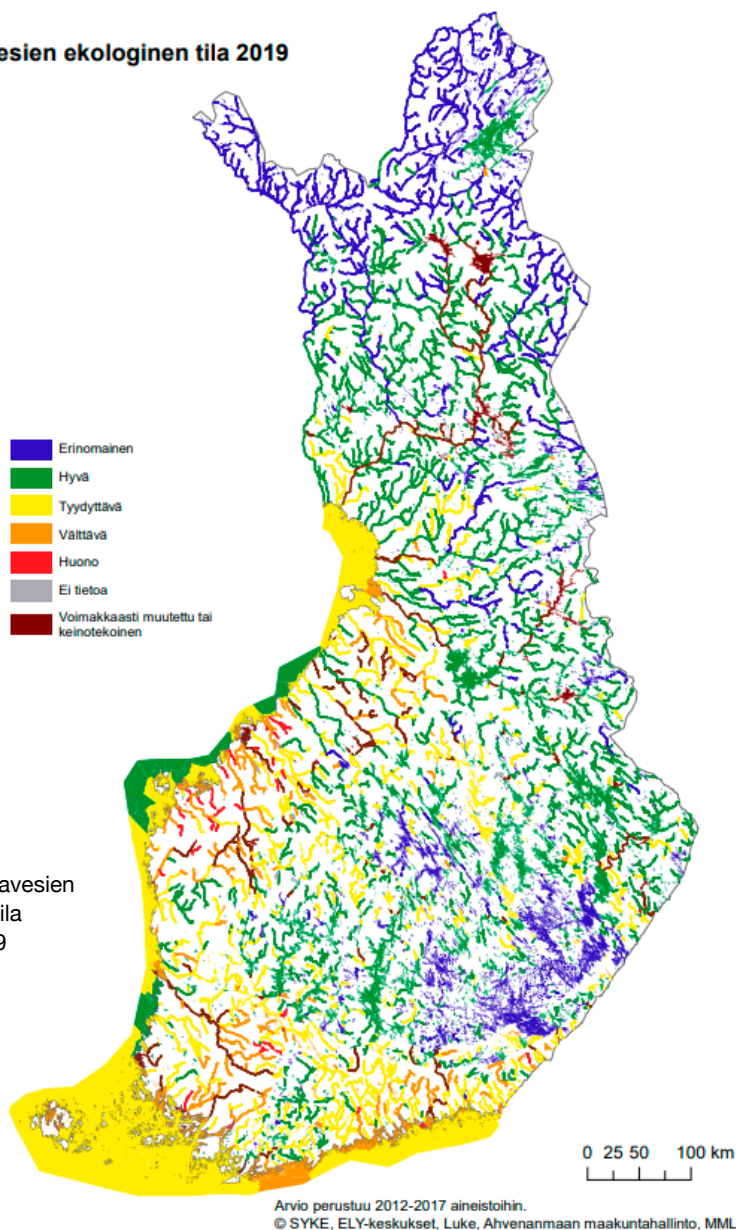 esien ekologinen tila 2019
Erinomainen
Hyvä
Tyydyttävä
Välttävä
Huono
Ei tietoa
Voimakkaasti muutettu tai
keinotekoinen
avesien
ila
9
0 25 50 100 km
Arvio perustuu 2012-2017 aineistoihin.
© SYKE, ELY-keskukset, Luke, Ahvenanmaan maakuntahallinto, MML